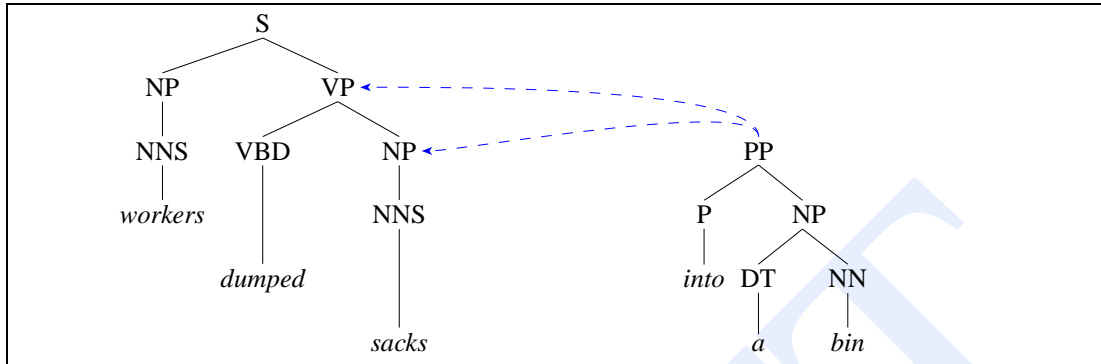 S
NP VP
NNS VBD NP PP
workers NNS P NP
dumped into DT NN
sacks a bin